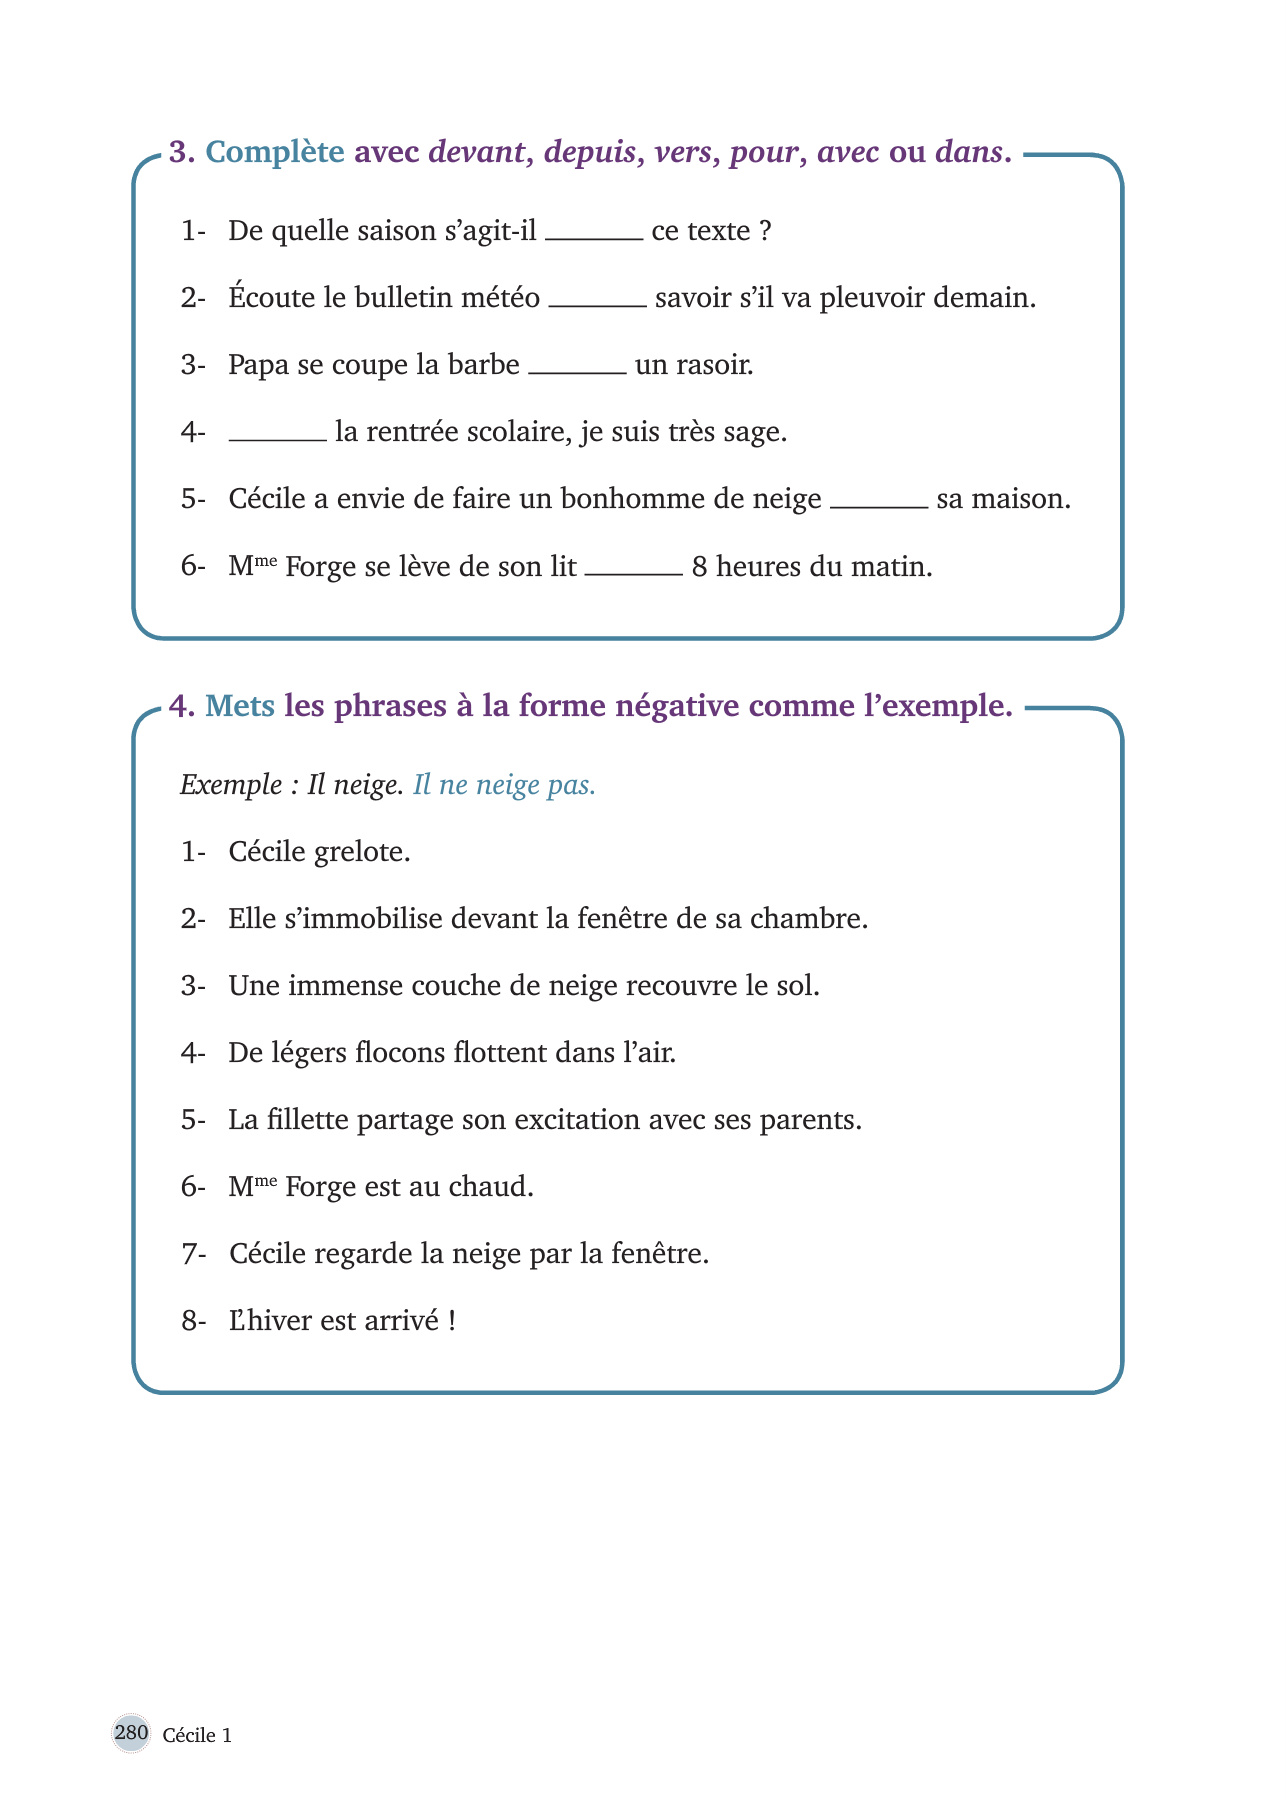 3. Complète avec devant, depuis, vers, pour, avec ou dans.
1- De quelle saison s’agit-il _______ ce texte ?
2- Écoute le bulletin météo _______ savoir s’il va pleuvoir demain.
3- Papa se coupe la barbe _______ un rasoir.
4- _______ la rentrée scolaire, je suis très sage.
5- Cécile a envie de faire un bonhomme de neige _______ sa maison.
6- Mme Forge se lève de son lit _______ 8 heures du matin.
4. Mets les phrases à la forme négative comme l’exemple.
Exemple : Il neige. Il ne neige pas.
1- Cécile grelote.
2- Elle s’immobilise devant la fenêtre de sa chambre.
3- Une immense couche de neige recouvre le sol.
4- De légers flocons flottent dans l’air.
5- La fillette partage son excitation avec ses parents.
6- Mme Forge est au chaud.
7- Cécile regarde la neige par la fenêtre.
8- L’hiver est arrivé !
280 Cécile 1